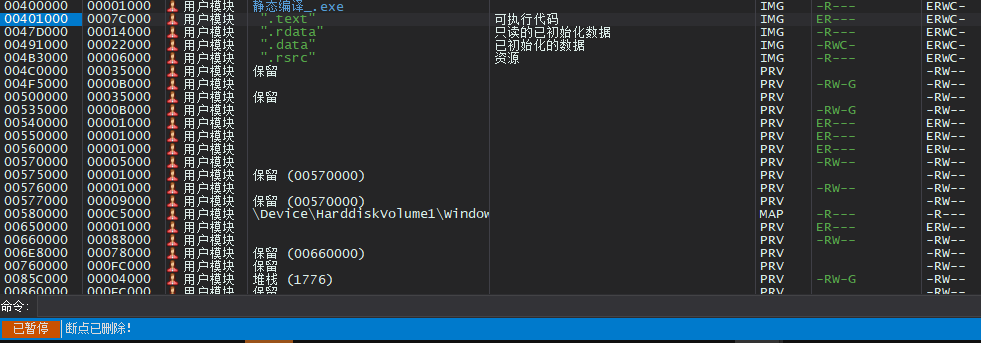 00400000 00001000 用户模块 静态编译_.exe IMG -R--- ERWC-
00401000 0007C000 用户模块 ".text" 可执行代码 IMG ER--- ERWC-
0047D000 00014000 用户模块 ".rdata" 只读的已初始化数据 IMG -R--- ERWC-
00491000 00022000 用户模块 ".data" 已初始化的数据 IMG -RWC- ERWC-
004B3000 00006000 用户模块 ".rsrc" 资源 IMG -R--- ERWC-
004C0000 00035000 用户模块 保留 PRV -RW--
004F5000 0000B000 用户模块 PRV -RW-G -RW--
00500000 00035000 用户模块 保留 PRV -RW--
00535000 0000B000 用户模块 PRV -RW-G -RW--
00540000 00001000 用户模块 PRV ER--- ERW--
00550000 00001000 用户模块 PRV ER--- ERW--
00560000 00001000 用户模块 PRV ER--- ERW--
00570000 00005000 用户模块 PRV -RW-- -RW--
00575000 00001000 用户模块 保留 (00570000) PRV -RW--
00576000 00001000 用户模块 PRV -RW-- -RW--
00577000 00009000 用户模块 保留 (00570000) PRV -RW--
00580000 000C5000 用户模块 \Device\HarddiskVolume1\Window MAP -R--- -R---
00650000 00001000 用户模块 PRV ER--- ERW--
00660000 00088000 用户模块 PRV -RW-- -RW--
006E8000 00078000 用户模块 保留 (00660000) PRV -RW--
00760000 000FC000 用户模块 保留 PRV -RW--
0085C000 00004000 用户模块 堆栈 (1776) PRV -RW-G -RW--
00860000 000FC000 用户模块 保留 PRV -RW--
命令:
已暂停 断点已删除!